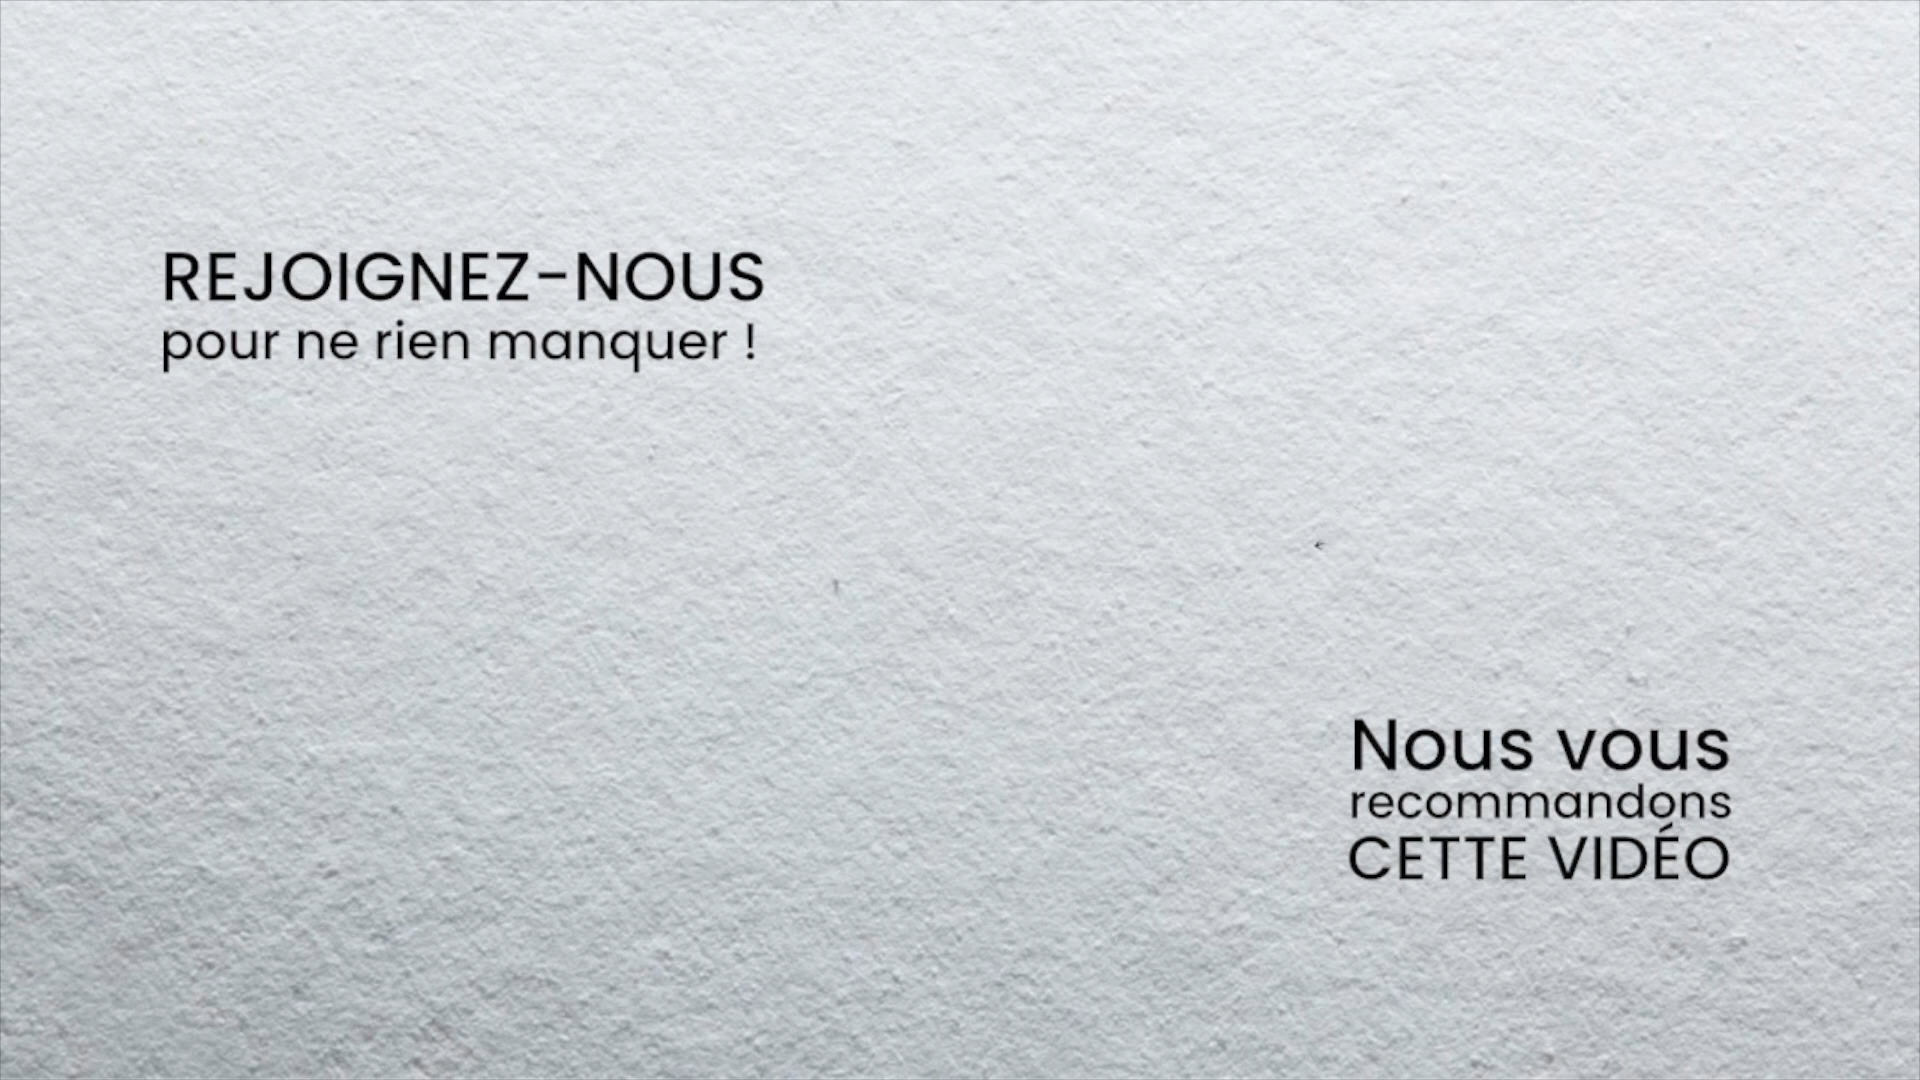 REJOIGNEZ-NOUS
pour ne rien manquer !
Nous vous
recommandons
CETTE VIDÉO